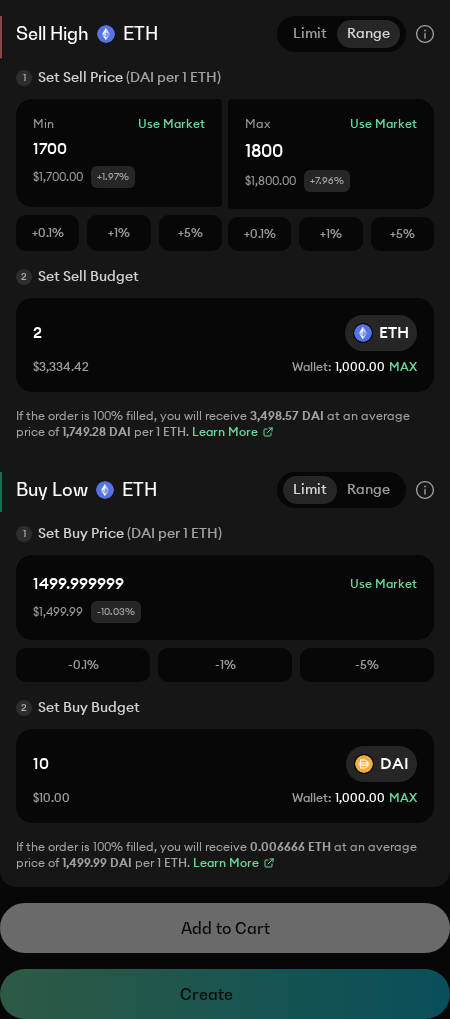 Sell High ETH Limit Range
1 Set Sell Price (DAI per 1 ETH)
Min Use Market
1700
$1,700.00 +1.97%
Max Use Market
1800
$1,800.00 +7.96%
+0.1% +1% +5% +0.1% +1% +5%
2 Set Sell Budget
2 ETH
$3,334.42 Wallet: 1,000.00 MAX
If the order is 100% filled, you will receive 3,498.57 DAI at an average
price of 1,749.28 DAI per 1 ETH. Learn More
Buy Low ETH Limit Range
1 Set Buy Price (DAI per 1 ETH)
1499.999999 Use Market
$1,499.99 -10.03%
-0.1% -1% -5%
2 Set Buy Budget
10 DAI
$10.00 Wallet: 1,000.00 MAX
If the order is 100% filled, you will receive 0.006666 ETH at an average
price of 1,499.99 DAI per 1 ETH. Learn More
Add to Cart
Create